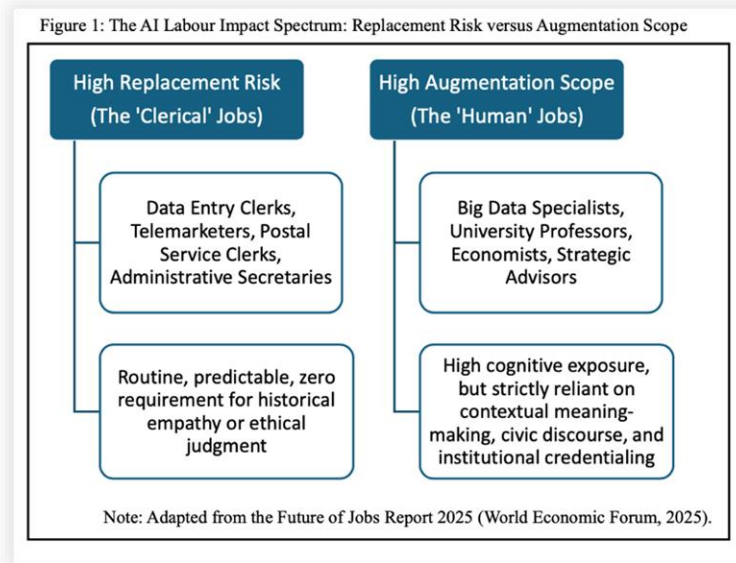 Figure 1: The AI Labour Impact Spectrum: Replacement Risk versus Augmentation Scope
High Replacement Risk
(The 'Clerical' Jobs)
Data Entry Clerks,
Telemarketers, Postal
Service Clerks,
Administrative Secretaries
Routine, predictable, zero
requirement for historical
empathy or ethical
judgment
High Augmentation Scope
(The 'Human' Jobs)
Big Data Specialists,
University Professors,
Economists, Strategic
Advisors
High cognitive exposure,
but strictly reliant on
contextual meaning-
making, civic discourse, and
institutional credentialing
Note: Adapted from the Future of Jobs Report 2025 (World Economic Forum, 2025).